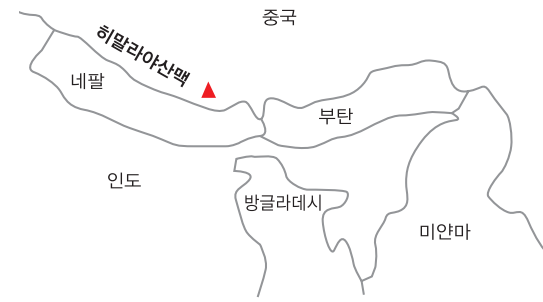 중국
히말라야산맥
네팔
부탄
인도
방글라데시
미얀마